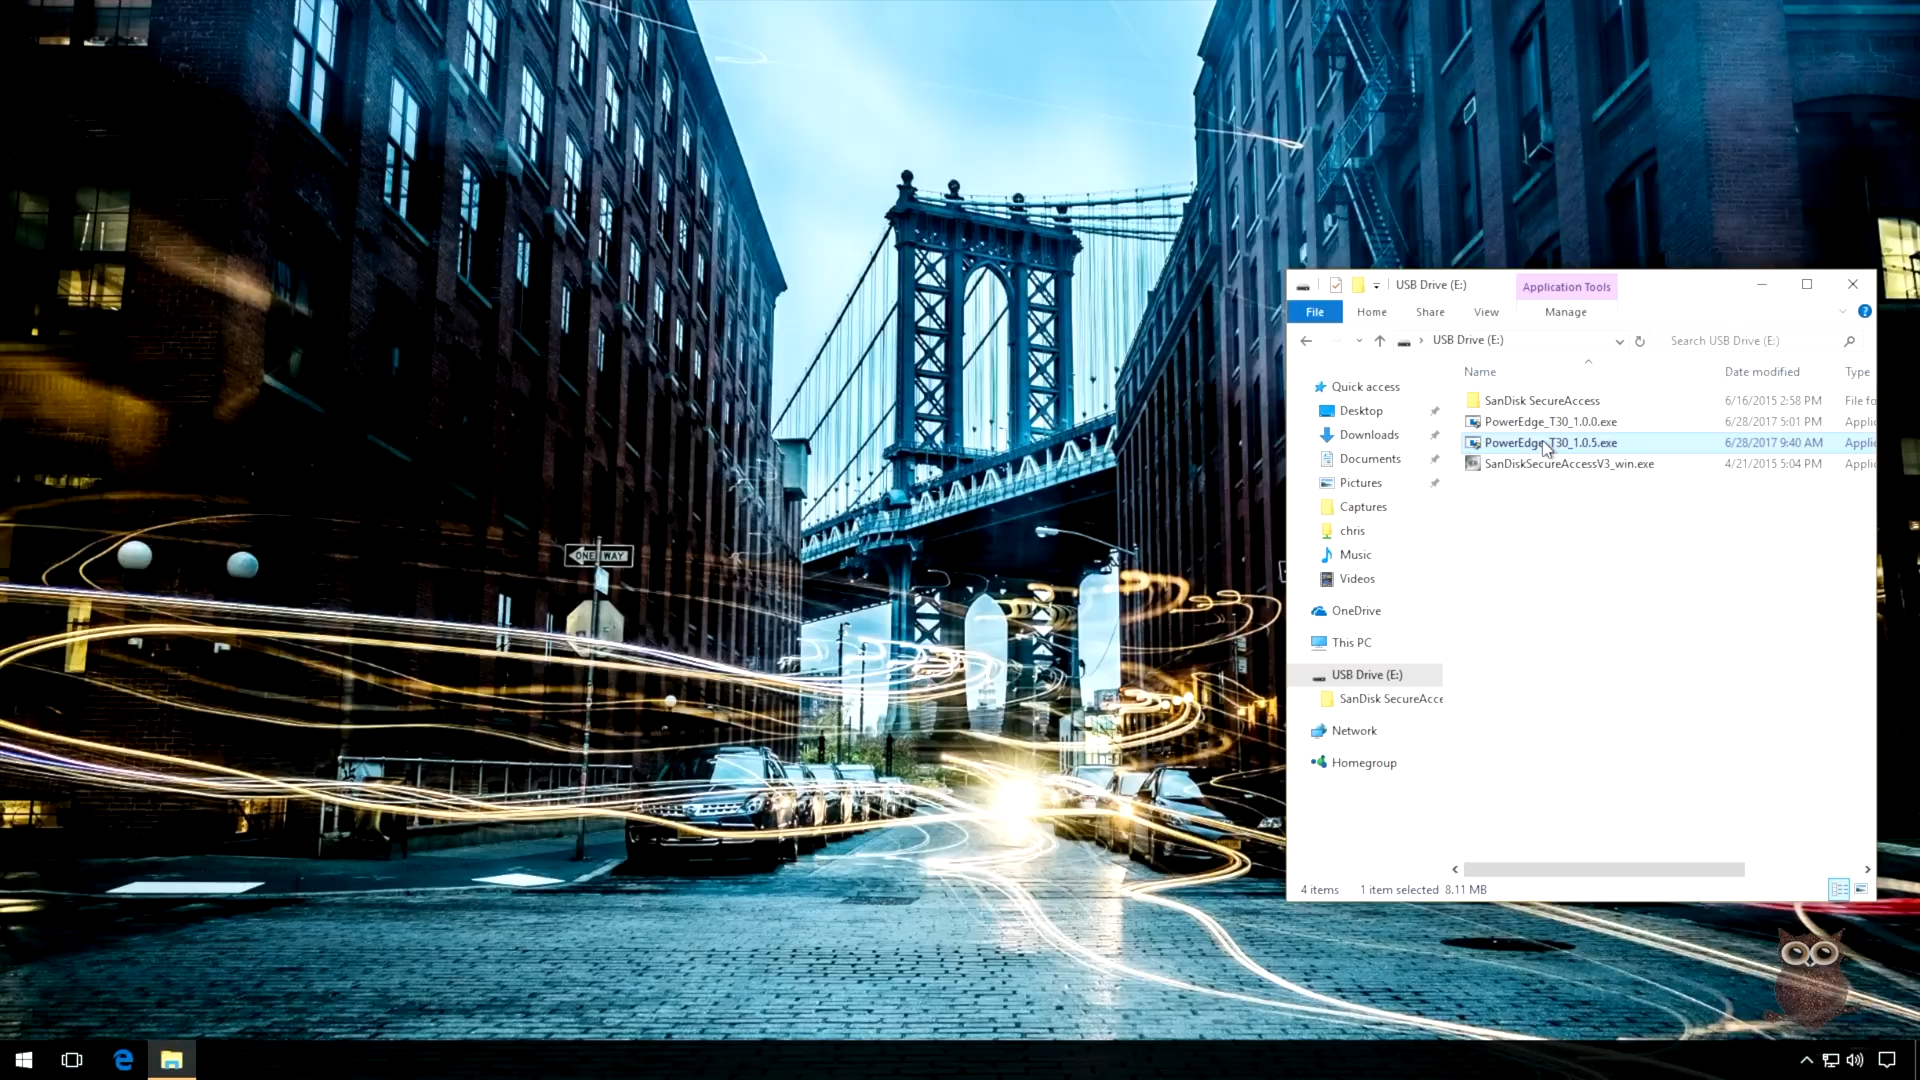 ONE WAY
USB Drive (E:)
Application Tools
File
Home
Share
View
Manage
USB Drive (E:)
Search USB Drive (E:)
Name
Date modified
Type
SanDisk SecureAccess
6/16/2015 2:58 PM
File fo
PowerEdge_T30_1.0.0.exe
6/28/2017 5:01 PM
Applic
PowerEdge_T30_1.0.5.exe
6/28/2017 9:40 AM
Applic
SanDiskSecureAccessV3_win.exe
4/21/2015 5:04 PM
Applic
Quick access
Desktop
Downloads
Documents
Pictures
Captures
chris
Music
Videos
OneDrive
This PC
USB Drive (E:)
SanDisk SecureAcce
Network
Homegroup
4 items
1 item selected 8.11 MB